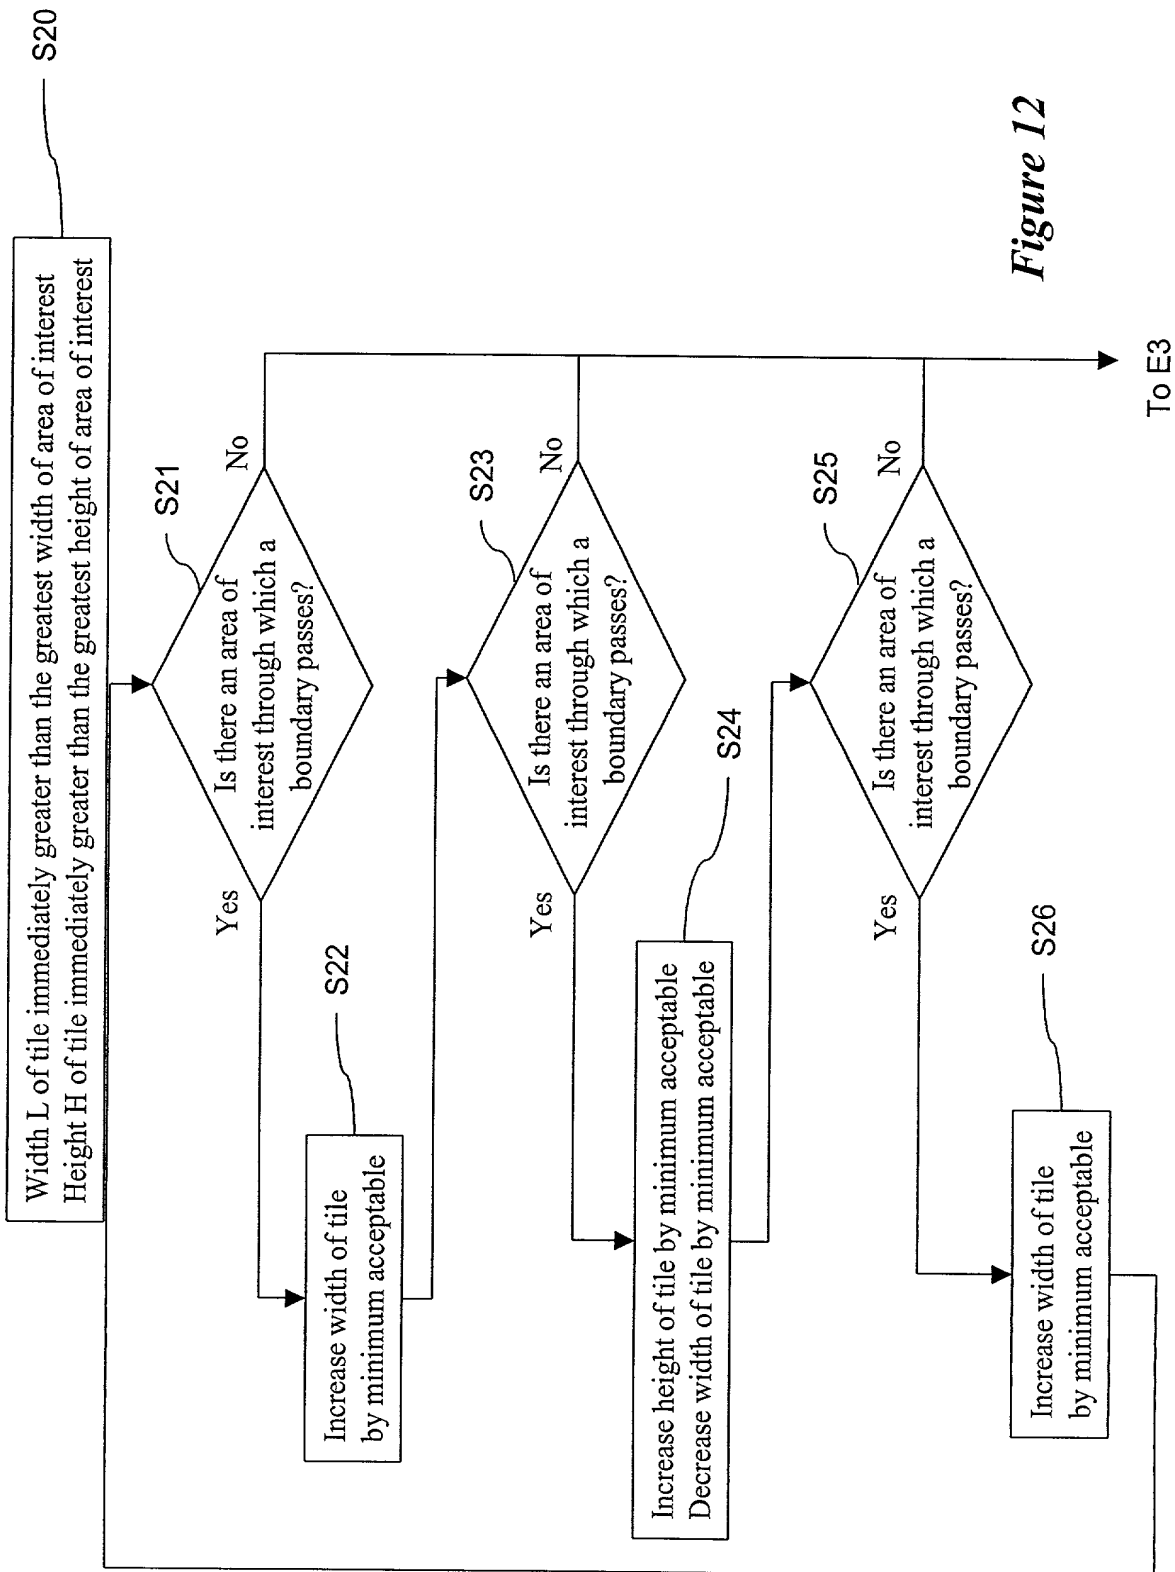 S20
Width L of tile immediately greater than the greatest width of area of interest
Height H of tile immediately greater than the greatest height of area of interest
S21
Is there an area of
interest through which a
boundary passes?
Yes
No
S22
Increase width of tile
by minimum acceptable
S23
Is there an area of
interest through which a
boundary passes?
Yes
No
S24
Increase height of tile by minimum acceptable
Decrease width of tile by minimum acceptable
S25
Is there an area of
interest through which a
boundary passes?
Yes
No
S26
Increase width of tile
by minimum acceptable
To E3
Figure 12